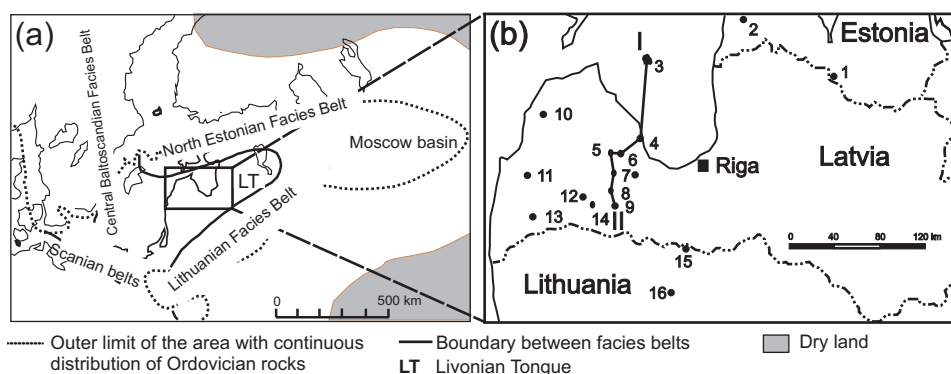 (a)
Central Baltoscandian Facies Belt
North Estonian Facies Belt
Moscow basin
LT
Lithuanian Facies Belt
Scanian belts
0 500 km
(b)
I
2
Estonia
3
1
10
4
5
6
Riga
Latvia
7
11
8
12
9
13
14
II
0 40 80 120 km
15
Lithuania
16
Outer limit of the area with continuous
distribution of Ordovician rocks
Boundary between facies belts
LT Livonian Tongue
Dry land